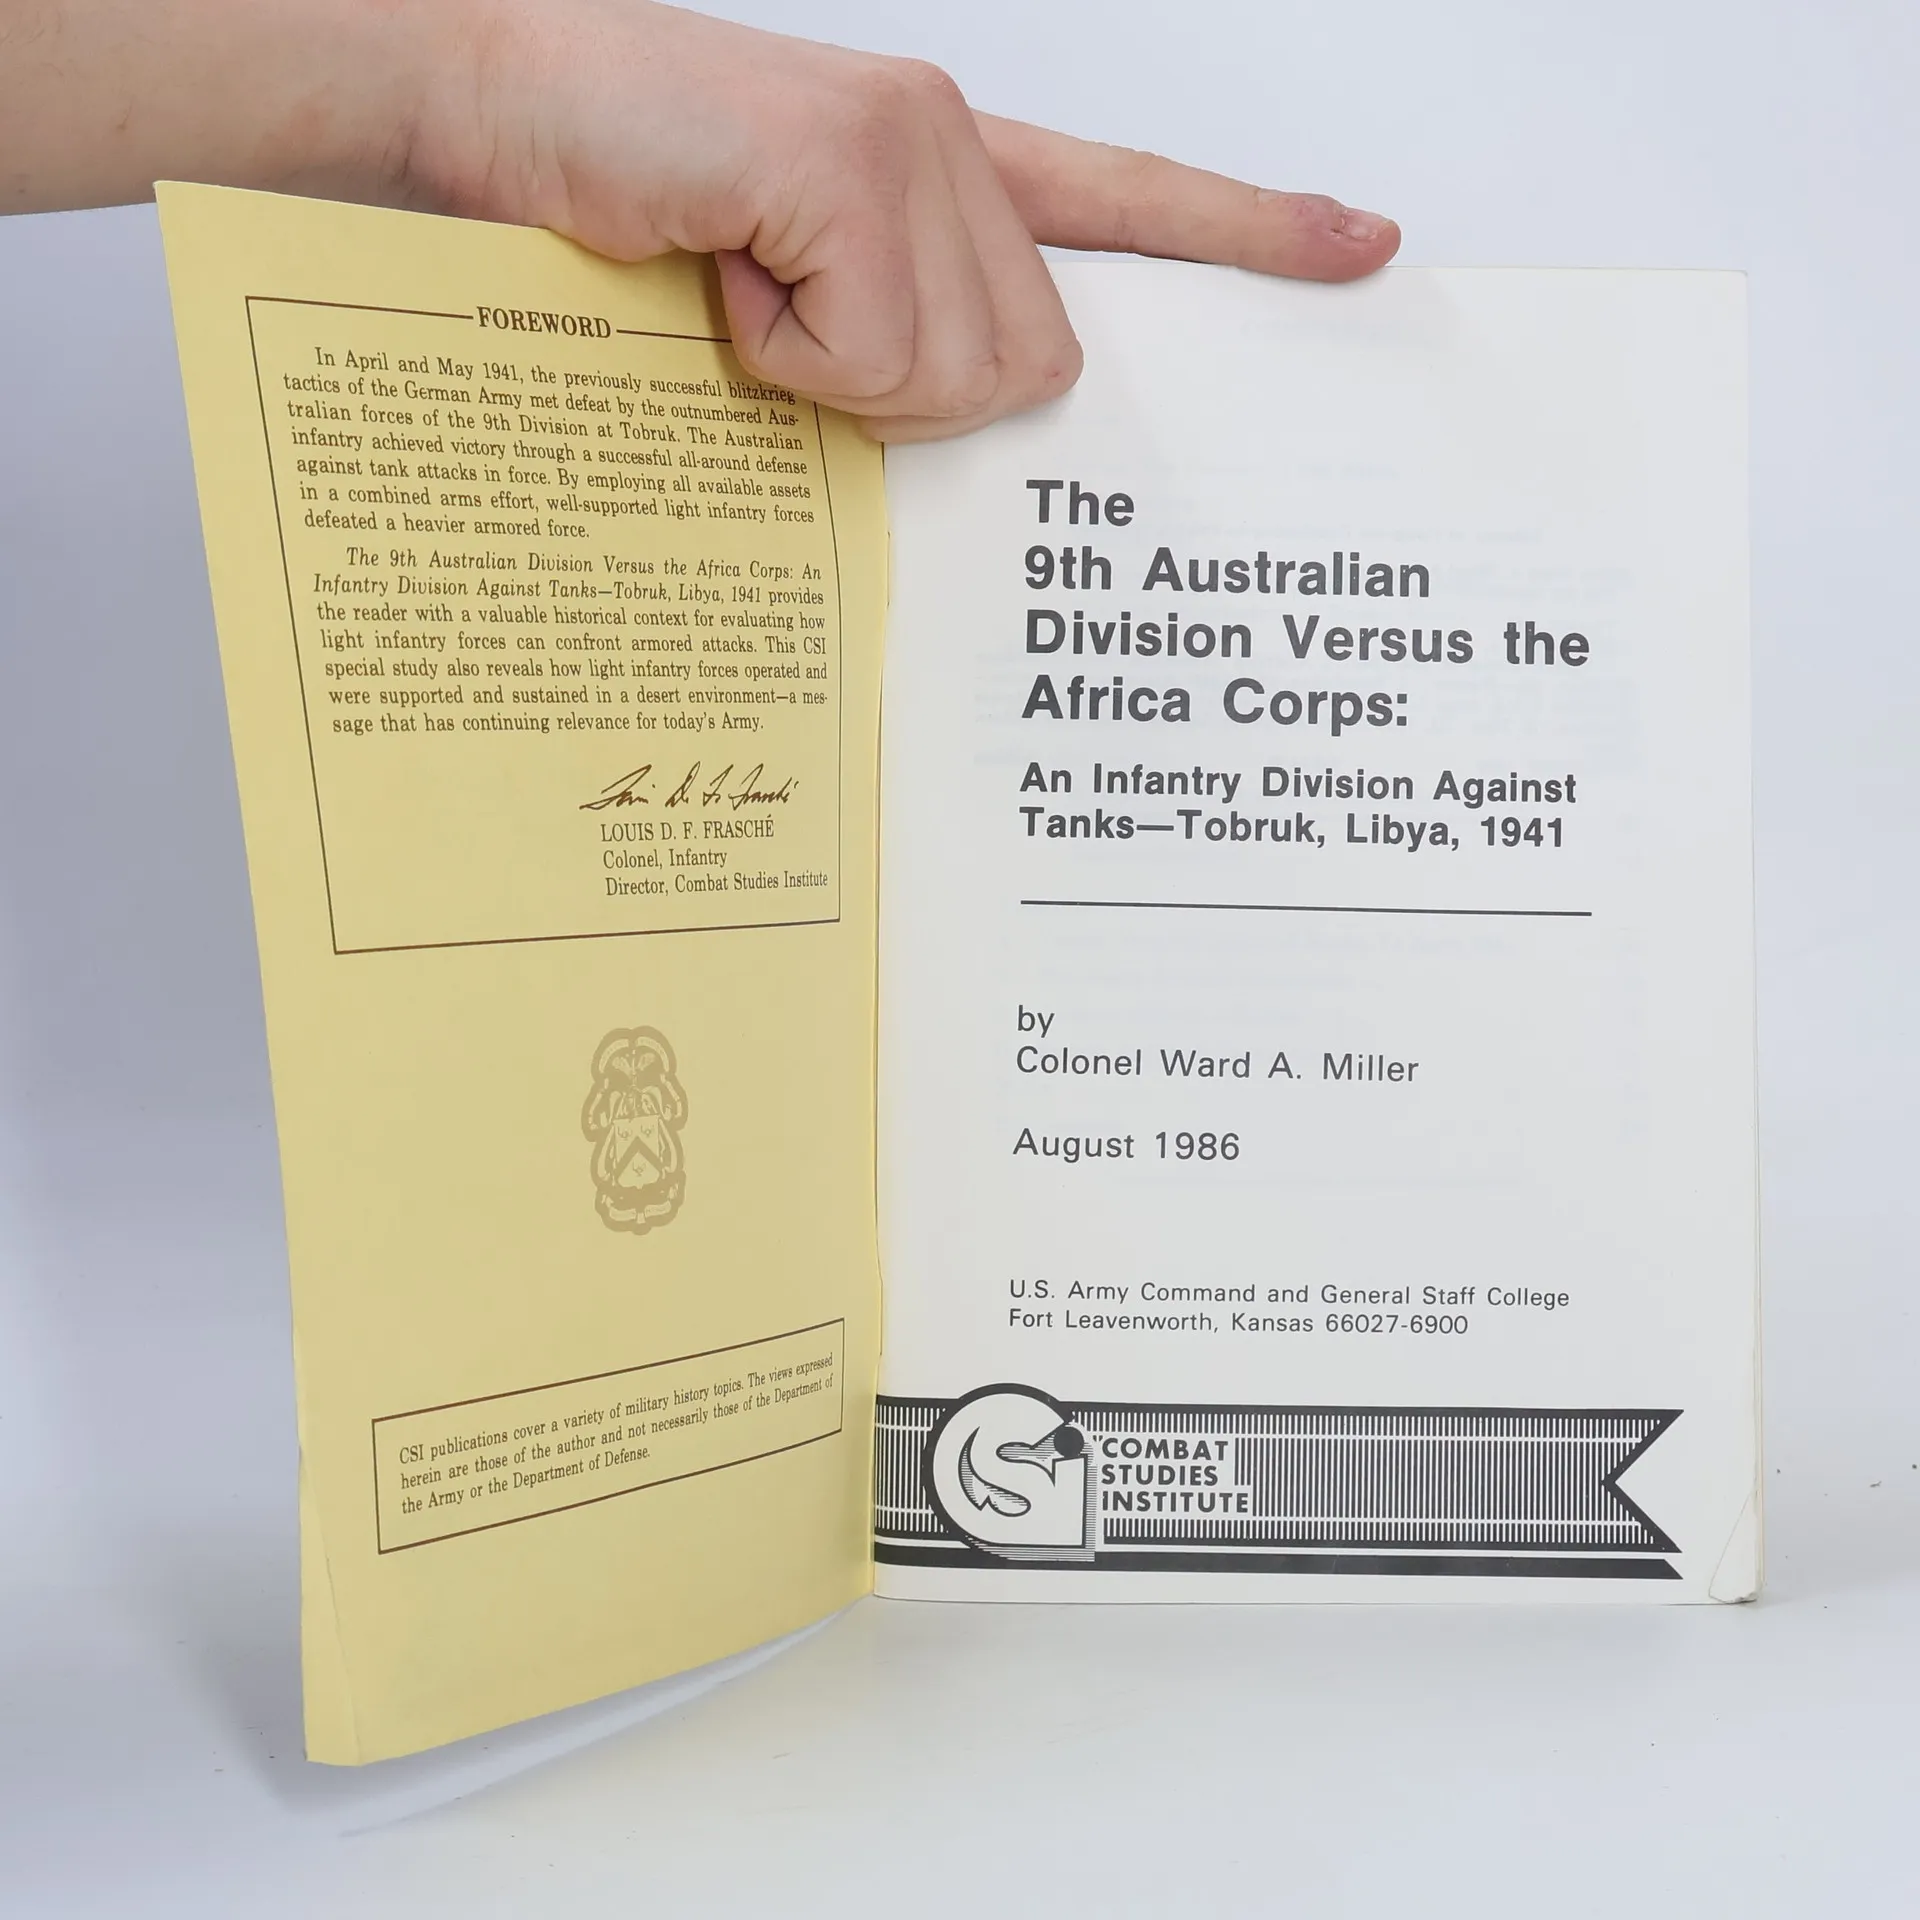 FOREWORD
In April and May 1941, the previously successful blitzkrieg
tactics of the German Army met defeat by the outnumbered Aus-
tralian forces of the 9th Division at Tobruk. The Australian
infantry achieved victory through a successful all-around defense
against tank attacks in force. By employing all available assets
in a combined arms effort, well-supported light infantry forces
defeated a heavier armored force.
The 9th Australian Division Versus the Africa Corps: An
Infantry Division Against Tanks—Tobruk, Libya, 1941 provides
the reader with a valuable historical context for evaluating how
light infantry forces can confront armored attacks. This CSI
special study also reveals how light infantry forces operated and
were supported and sustained in a desert environment—a mes-
sage that has continuing relevance for today's Army.
Louis D. F. Frasché
LOUIS D. F. FRASCHÉ
Colonel, Infantry
Director, Combat Studies Institute
CSI publications cover a variety of military history topics. The views expressed
herein are those of the author and not necessarily those of the Department of
the Army or the Department of Defense.
The
9th Australian
Division Versus the
Africa Corps:
An Infantry Division Against
Tanks—Tobruk, Libya, 1941
by
Colonel Ward A. Miller
August 1986
U.S. Army Command and General Staff College
Fort Leavenworth, Kansas 66027-6900
COMBAT
STUDIES
INSTITUTE